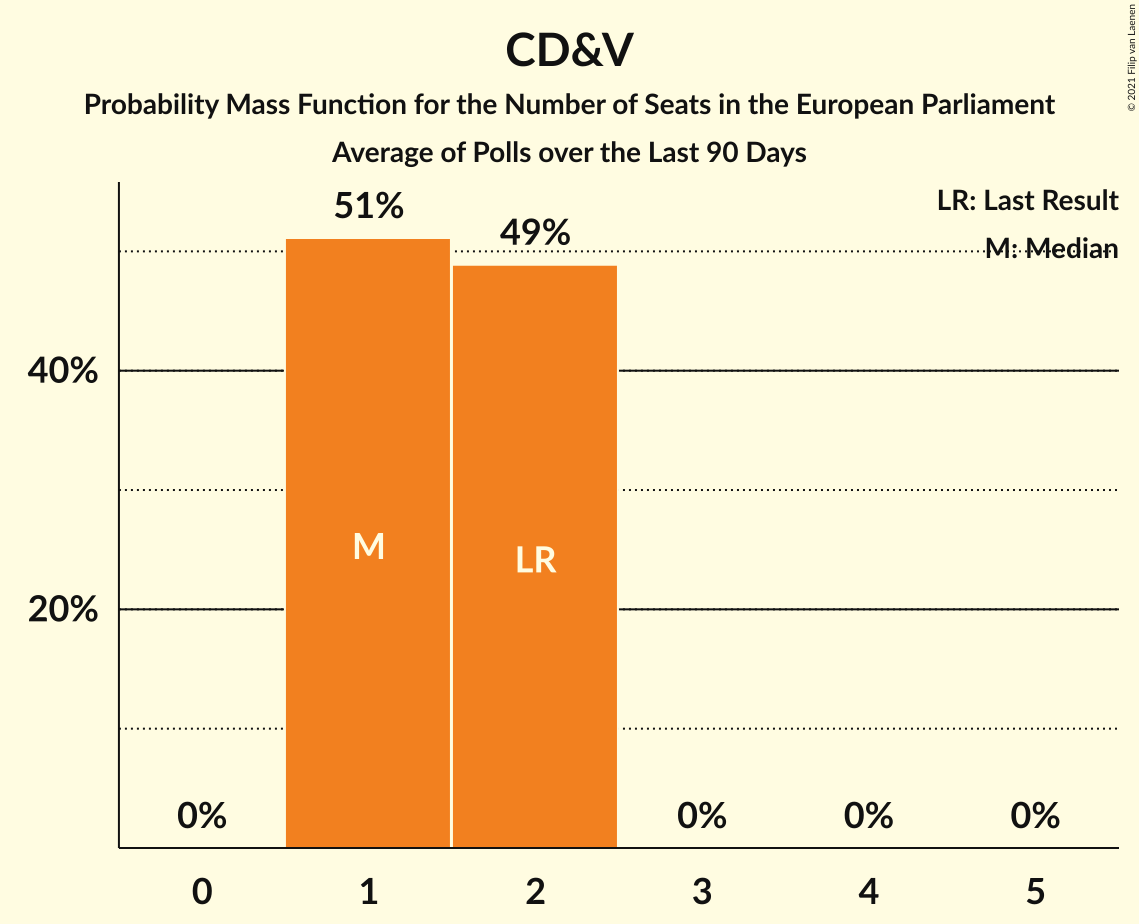 CD&V
Probability Mass Function for the Number of Seats in the European Parliament
Average of Polls over the Last 90 Days
© 2021 Filip van Laenen
LR: Last Result
M: Median
51%
49%
40%
20%
M
LR
0%
0%
0%
0%
0
1
2
3
4
5